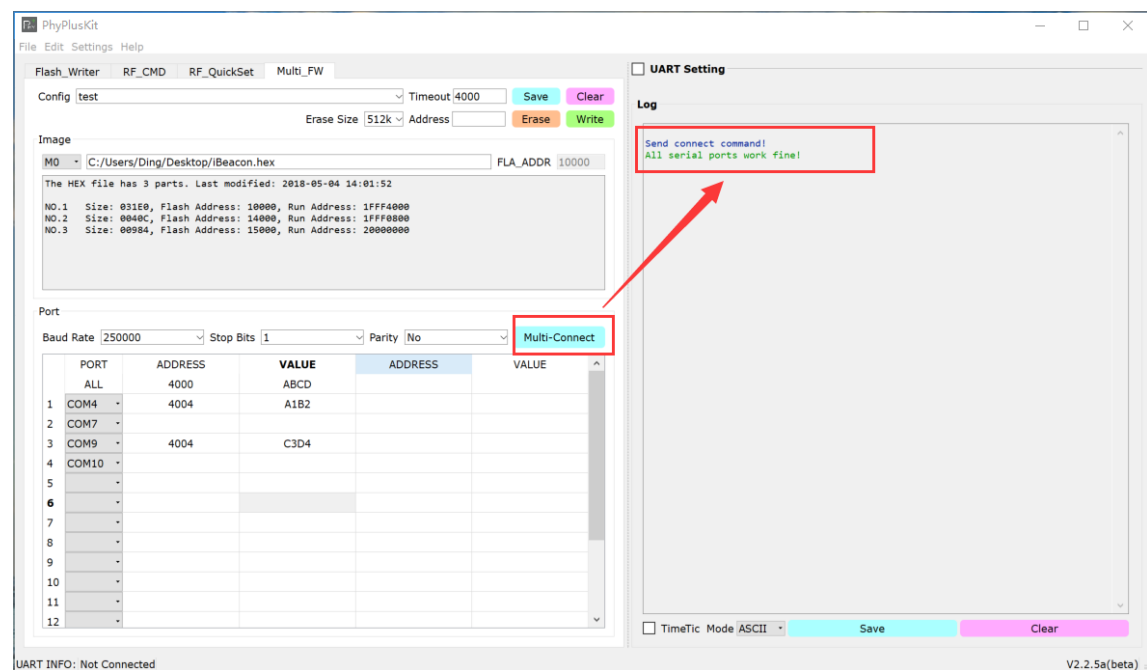 PhyPlusKit
File Edit Settings Help
Flash_Writer RF_CMD RF_QuickSet Multi_FW
Config test Timeout 4000 Save Clear
Erase Size 512k Address Erase Write
Image
M0 C:/Users/Ding/Desktop/iBeacon.hex FLA_ADDR 10000
The HEX file has 3 parts. Last modified: 2018-05-04 14:01:52
NO.1 Size: 031E0, Flash Address: 10000, Run Address: 1FFF4000
NO.2 Size: 0040C, Flash Address: 14000, Run Address: 1FFF0800
NO.3 Size: 00984, Flash Address: 15000, Run Address: 20000000
Port
Baud Rate 250000 Stop Bits 1 Parity No Multi-Connect
PORT ADDRESS VALUE ADDRESS VALUE
ALL 4000 ABCD
1 COM4 4004 A1B2
2 COM7
3 COM9 4004 C3D4
4 COM10
5
6
7
8
9
10
11
12
UART Setting
Log
Send connect command!
All serial ports work fine!
TimeTic Mode ASCII Save Clear
UART INFO: Not Connected
V2.2.5a(beta)